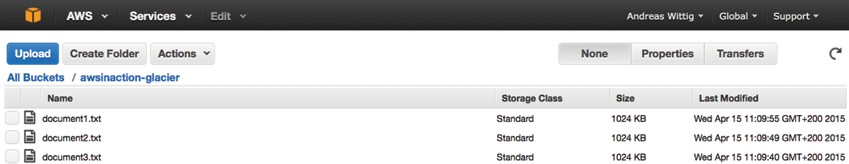 AWS Services Edit Andreas Wittig Global Support
Upload Create Folder Actions None Properties Transfers
All Buckets / awsinaction-glacier
Name Storage Class Size Last Modified
document1.txt Standard 1024 KB Wed Apr 15 11:09:55 GMT+200 2015
document2.txt Standard 1024 KB Wed Apr 15 11:09:49 GMT+200 2015
document3.txt Standard 1024 KB Wed Apr 15 11:09:40 GMT+200 2015